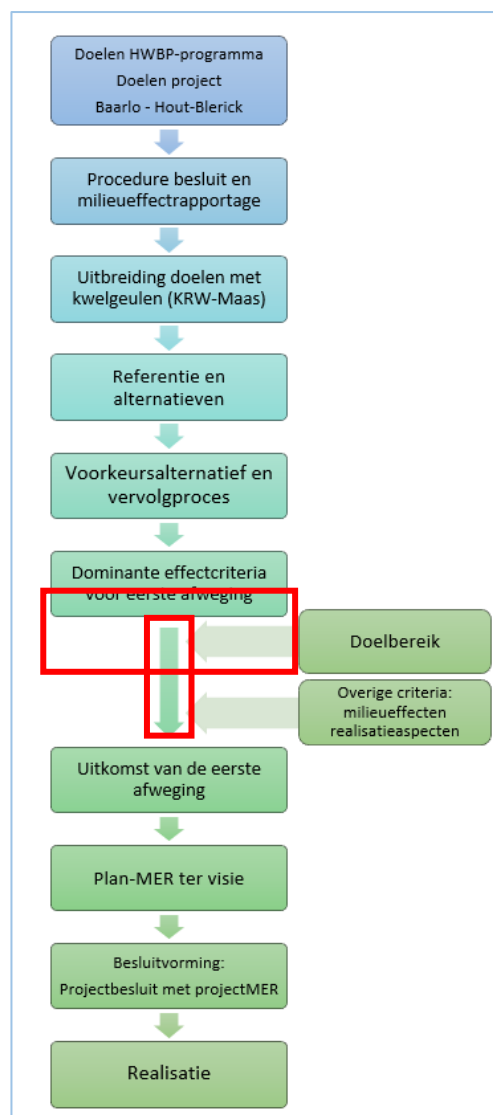 Doelen HWBP-programma
Doelen project
Baarlo - Hout-Blerick
Procedure besluit en
milieueffectrapportage
Uitbreiding doelen met
kwelgeulen (KRW-Maas)
Referentie en
alternatieven
Voorkeursalternatief en
vervolgproces
Dominante effectcriteria
voor eerste afweging
Doelbereik
Overige criteria:
milieueffecten
realisatieaspecten
Uitkomst van de eerste
afweging
Plan-MER ter visie
Besluitvorming:
Projectbesluit met projectMER
Realisatie